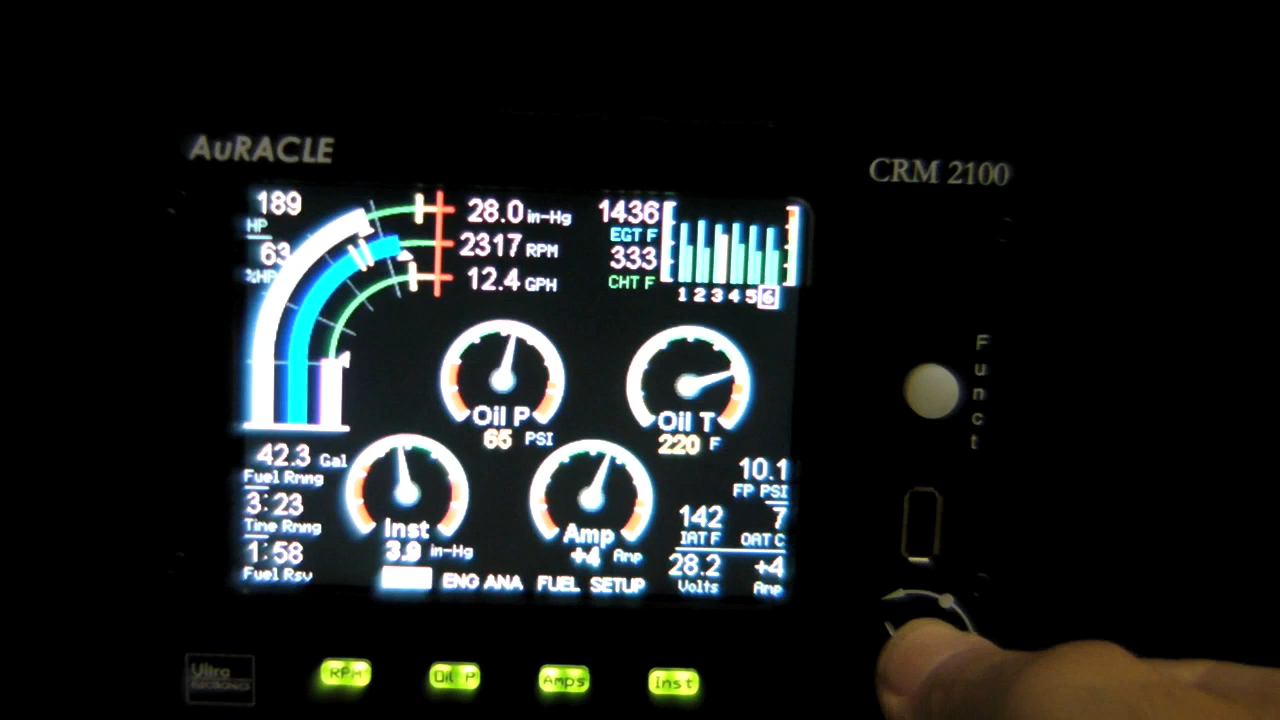 AuRACLE
CRM 2100
189
HP
63
%HP
28.0 in-Hg
2317 RPM
12.4 GPH
1436
EGT F
333
CHT F
1 2 3 4 5 6
Oil P
65 PSI
Oil T
220 F
42.3 Gal
Fuel Rmng
3:23
Time Rmng
1:58
Fuel Rsv
Inst
3.9 in-Hg
Amp
+4 Amp
10.1
FP PSI
142
IAT F
7
OAT C
28.2
Volts
+4
Amp
ENG ANA FUEL SETUP
Funct
Ultra
ELECTRONICS
RPM
Oil P
Amps
Inst